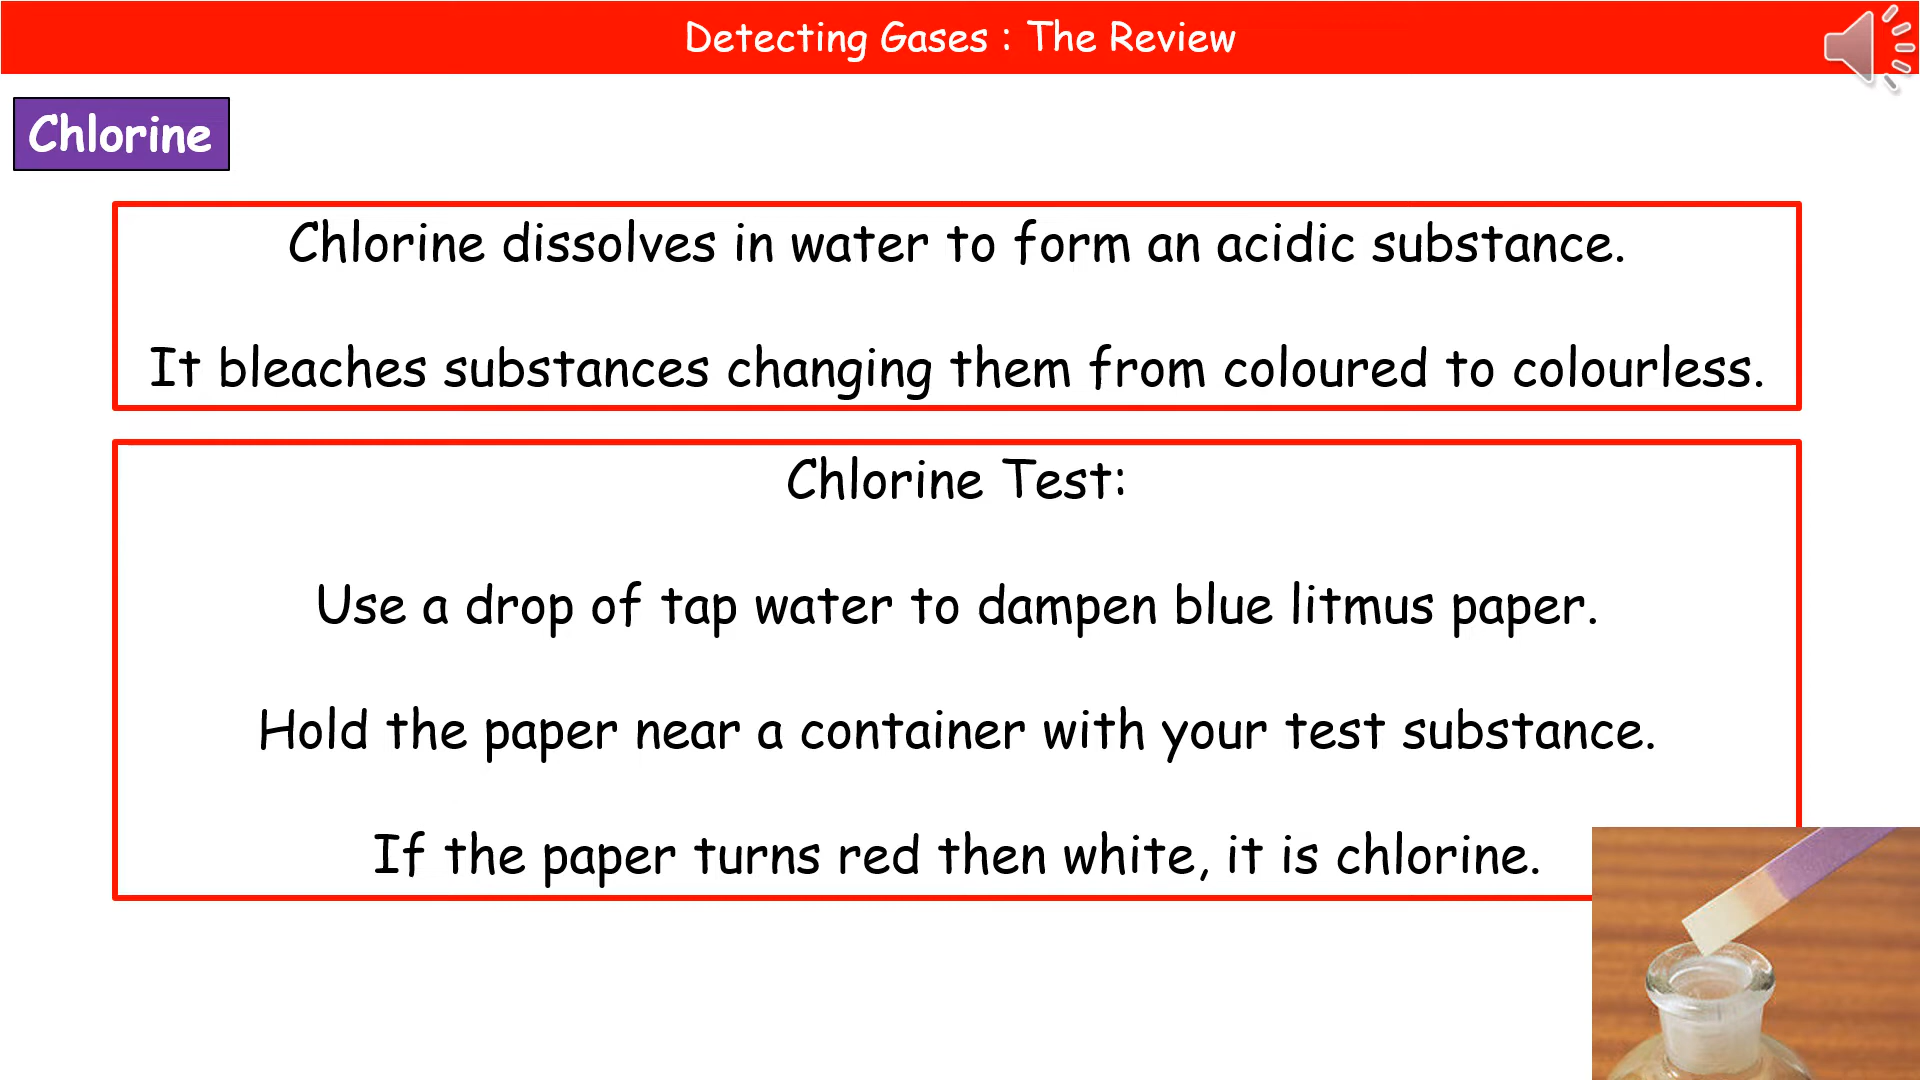 Detecting Gases : The Review
Chlorine
Chlorine dissolves in water to form an acidic substance.
It bleaches substances changing them from coloured to colourless.
Chlorine Test:
Use a drop of tap water to dampen blue litmus paper.
Hold the paper near a container with your test substance.
If the paper turns red then white, it is chlorine.